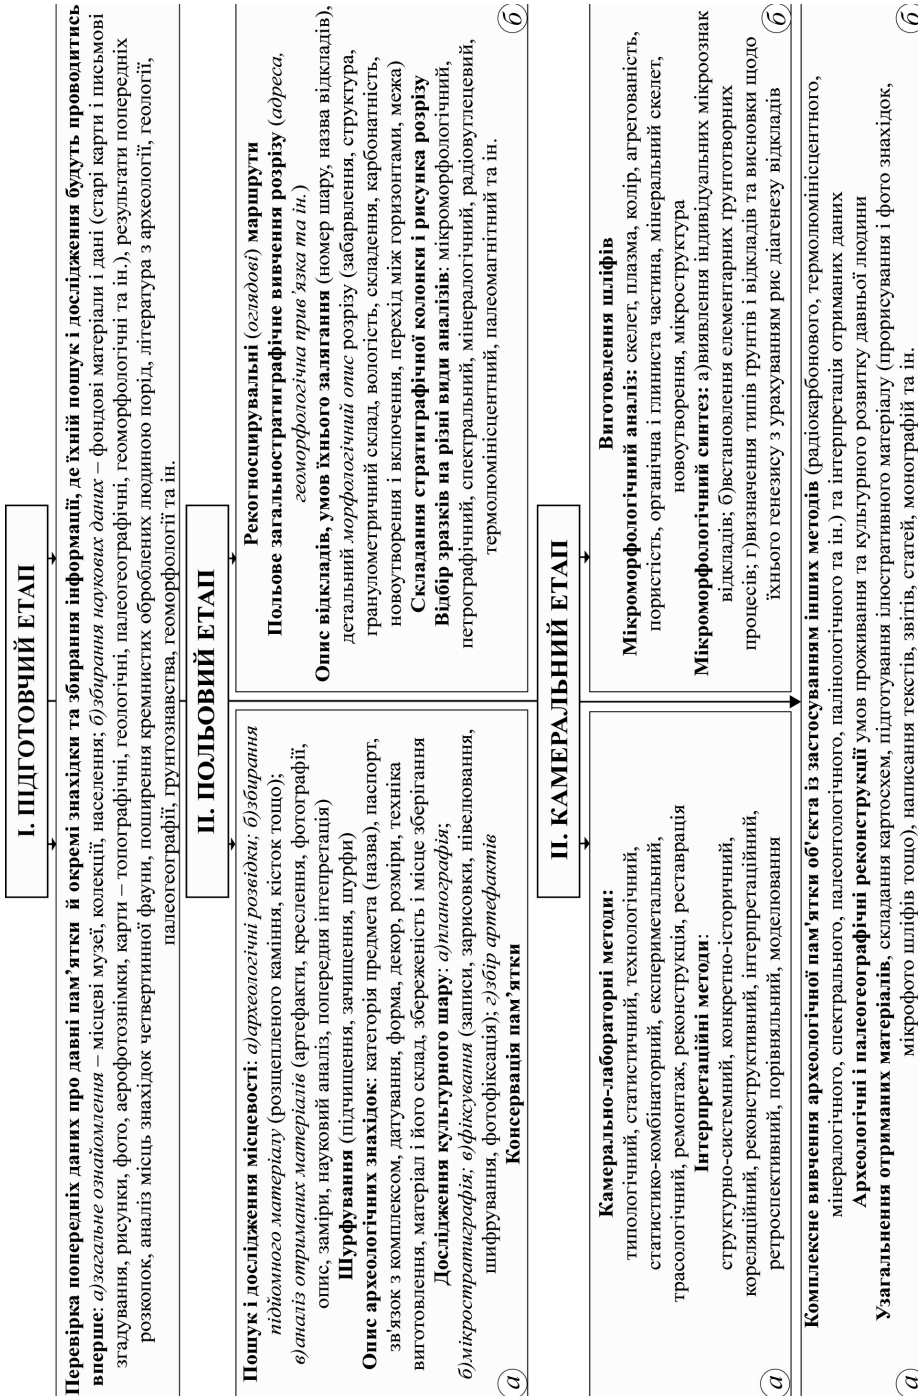 І. ПІДГОТОВЧИЙ ЕТАП
Перевірка попередніх даних про давні пам’ятки й окремі знахідки та збирання інформації, де їхній пошук і дослідження будуть проводитись
вперше: а)загальне ознайомлення – місцеві музеї, колекції, населення; б)збирання наукових даних – фондові матеріали і дані (старі карти і письмові
згадування, рисунки, фото, аерофотознімки, карти – топографічні, геологічні, палеогеографічні, геоморфологічні та ін.), результати попередніх
розкопок, аналіз місць знахідок четвертинної фауни, поширення кремнистих оброблених людиною порід, література з археології, геології,
палеогеографії, ґрунтознавства, геоморфології та ін.
ІІ. ПОЛЬОВИЙ ЕТАП
Пошук і дослідження місцевості: а)археологічні розвідки; б)збирання
підйомного матеріалу (розщепленого каміння, кісток тощо);
в)аналіз отриманих матеріалів (артефакти, креслення, фотографії,
опис, заміри, науковий аналіз, попередня інтепретація)
Шурфування (підчищення, зачищення, шурфи)
Опис археологічних знахідок: категорія предмета (назва), паспорт,
зв'язок з комплексом, датування, форма, декор, розміри, техніка
виготовлення, матеріал і його склад, збереженість і місце зберігання
Дослідження культурного шару: а)планографія;
б)мікростратиграфія; в)фіксування (записи, зарисовки, нівелювання,
шифрування, фотофіксація); г)збір артефактів
Консервація пам’ятки
а
Рекогносцирувальні (оглядові) маршрути
Польове загальностратиграфічне вивчення розрізу (адреса,
геоморфологічна прив’язка та ін.)
Опис відкладів, умов їхнього залягання (номер шару, назва відкладів),
детальний морфологічний опис розрізу (забарвлення, структура,
гранулометричний склад, вологість, складення, карбонатність,
новоутворення і включення, перехід між горизонтами, межа)
Складання стратиграфічної колонки і рисунка розрізу
Відбір зразків на різні види аналізів: мікроморфологічний,
петрографічний, спектральний, мінералогічний, радіовуглецевий,
термолюмінісцентний, палеомагнітний та ін.
б
ІІ. КАМЕРАЛЬНИЙ ЕТАП
Камерально-лабораторні методи:
типологічний, статистичний, технологічний,
статистико-комбінаторний, експериметальний,
трасологічний, ремонтаж, реконструкція, реставрація
Інтерпретаційні методи:
структурно-системний, конкретно-історичний,
кореляційний, реконструктивний, інтерпретаційний,
ретроспективний, порівняльний, моделювання
а
Виготовлення шліфів
Мікроморфологічний аналіз: скелет, плазма, колір, агрегованість,
пористість, органічна і глиниста частина, мінеральний скелет,
новоутворення, мікроструктура
Мікроморфологічний синтез: а)виявлення індивідуальних мікроознак
відкладів; б)встановлення елементарних ґрунтотворних
процесів; г)визначення типів ґрунтів і відкладів та висновки щодо
їхнього генезису з урахуванням рис діагенезу відкладів
б
Комплексне вивчення археологічної пам'ятки об'єкта із застосуванням інших методів (радіокарбонового, термолюмінісцентного,
мінералогічного, спектрального, палеонтологічного, палінологічного та ін.) та інтерпретація отриманих даних
Археологічні і палеогеографічні реконструкції умов проживання та культурного розвитку давньої людини
Узагальнення отриманих матеріалів, складання картосхем, підготування ілюстративного матеріалу (прорисування і фото знахідок,
мікрофото шліфів тощо), написання текстів, звітів, статей, монографій та ін.
а
б